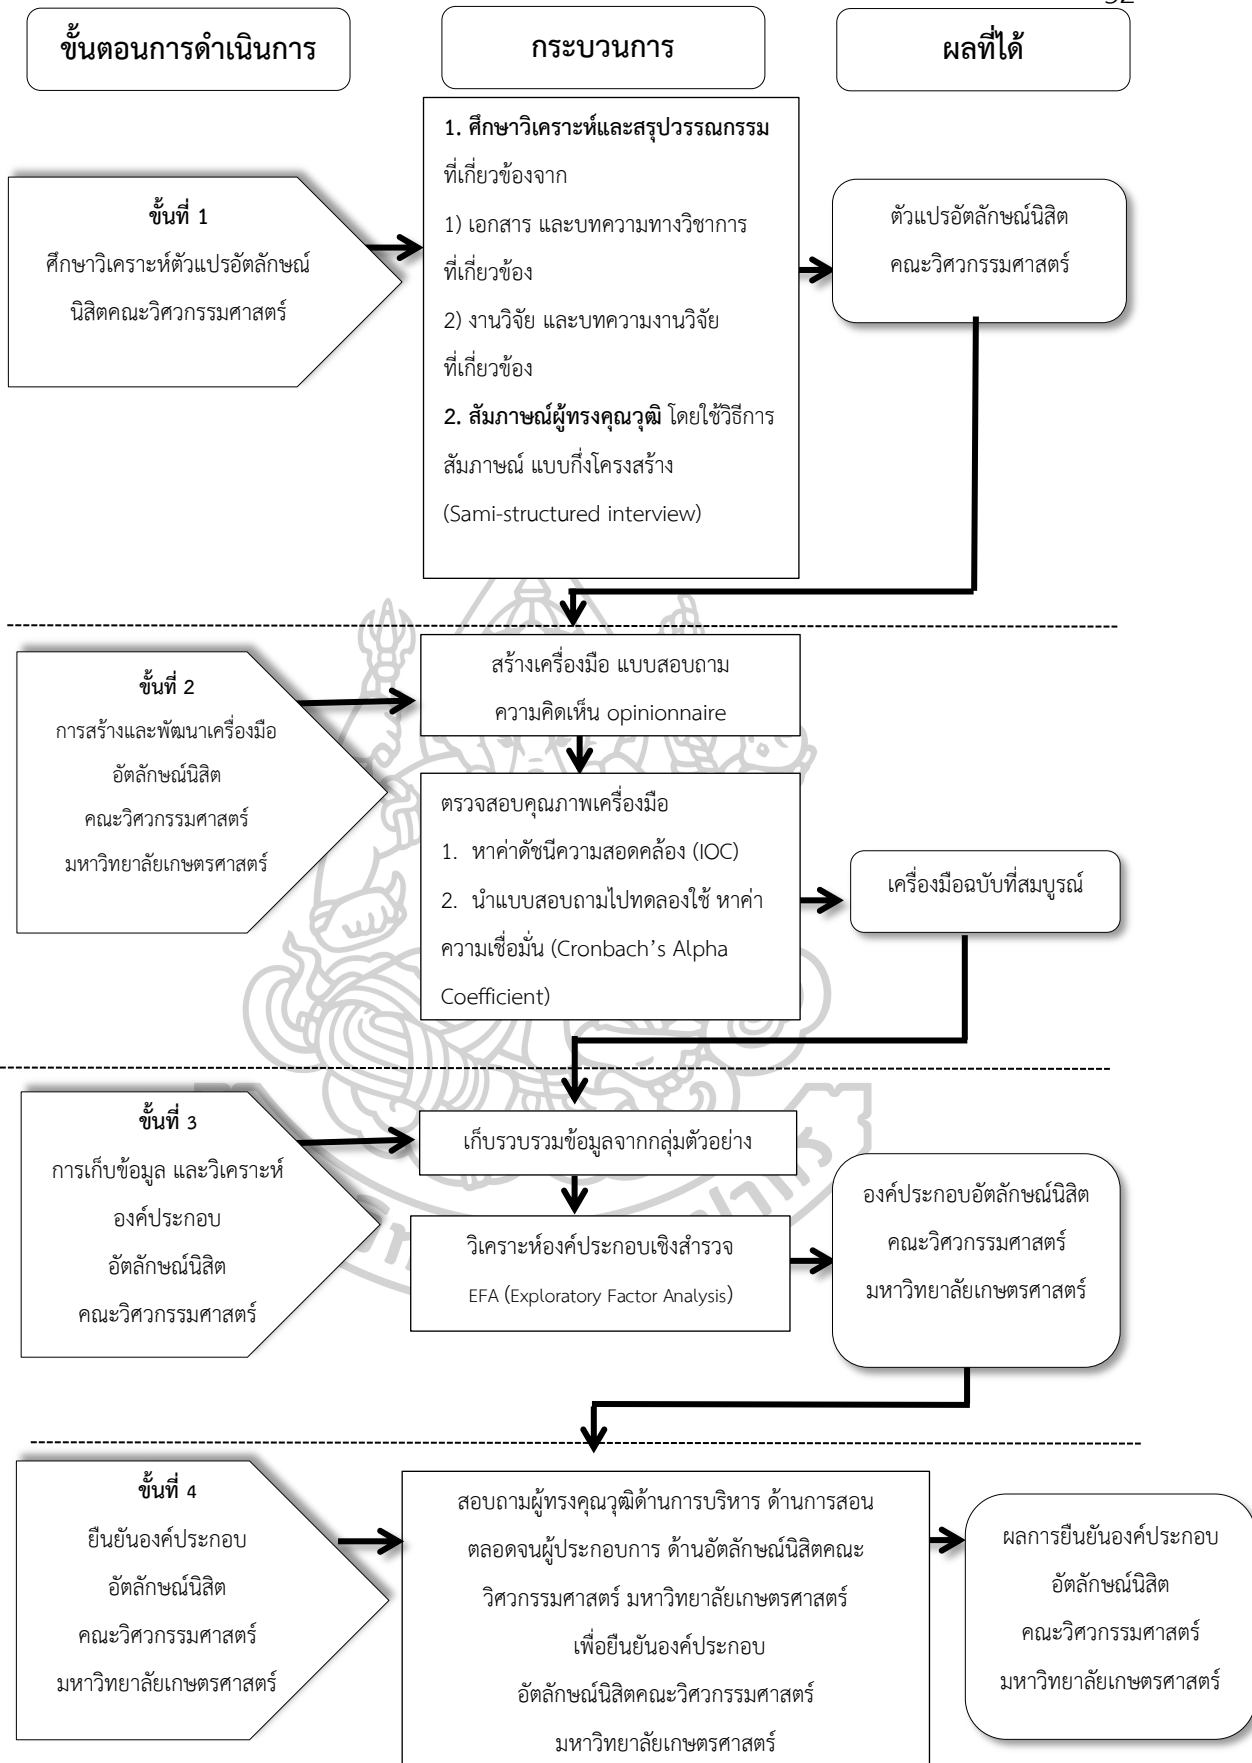 ขั้นตอนการดำเนินการ
กระบวนการ
ผลที่ได้
ขั้นที่ 1
ศึกษาวิเคราะห์ตัวแปรอัตลักษณ์
นิสิตคณะวิศวกรรมศาสตร์
1. ศึกษาวิเคราะห์และสรุปวรรณกรรม
ที่เกี่ยวข้องจาก
1) เอกสาร และบทความทางวิชาการ
ที่เกี่ยวข้อง
2) งานวิจัย และบทความงานวิจัย
ที่เกี่ยวข้อง
2. สัมภาษณ์ผู้ทรงคุณวุฒิ โดยใช้วิธีการ
สัมภาษณ์ แบบกึ่งโครงสร้าง
(Sami-structured interview)
ตัวแปรอัตลักษณ์นิสิต
คณะวิศวกรรมศาสตร์
ขั้นที่ 2
การสร้างและพัฒนาเครื่องมือ
อัตลักษณ์นิสิต
คณะวิศวกรรมศาสตร์
มหาวิทยาลัยเกษตรศาสตร์
สร้างเครื่องมือ แบบสอบถาม
ความคิดเห็น opinionnaire
ตรวจสอบคุณภาพเครื่องมือ
1. หาค่าดัชนีความสอดคล้อง (IOC)
2. นำแบบสอบถามไปทดลองใช้ หาค่า
ความเชื่อมั่น (Cronbach’s Alpha
Coefficient)
เครื่องมือฉบับที่สมบูรณ์
ขั้นที่ 3
การเก็บข้อมูล และวิเคราะห์
องค์ประกอบ
อัตลักษณ์นิสิต
คณะวิศวกรรมศาสตร์
เก็บรวบรวมข้อมูลจากกลุ่มตัวอย่าง
วิเคราะห์องค์ประกอบเชิงสำรวจ
EFA (Exploratory Factor Analysis)
องค์ประกอบอัตลักษณ์นิสิต
คณะวิศวกรรมศาสตร์
มหาวิทยาลัยเกษตรศาสตร์
ขั้นที่ 4
ยืนยันองค์ประกอบ
อัตลักษณ์นิสิต
คณะวิศวกรรมศาสตร์
มหาวิทยาลัยเกษตรศาสตร์
สอบถามผู้ทรงคุณวุฒิด้านการบริหาร ด้านการสอน
ตลอดจนผู้ประกอบการ ด้านอัตลักษณ์นิสิตคณะ
วิศวกรรมศาสตร์ มหาวิทยาลัยเกษตรศาสตร์
เพื่อยืนยันองค์ประกอบ
อัตลักษณ์นิสิตคณะวิศวกรรมศาสตร์
มหาวิทยาลัยเกษตรศาสตร์
ผลการยืนยันองค์ประกอบ
อัตลักษณ์นิสิต
คณะวิศวกรรมศาสตร์
มหาวิทยาลัยเกษตรศาสตร์